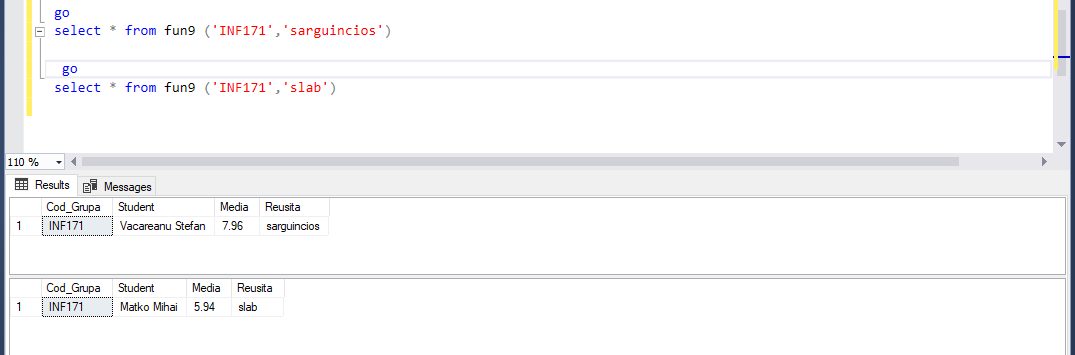 go
select * from fun9 ('INF171','sarguincios')
go
select * from fun9 ('INF171','slab')
110 %
Results Messages
Cod_Grupa Student Media Reusita
1 INF171 Vacareanu Stefan 7.96 sarguincios
Cod_Grupa Student Media Reusita
1 INF171 Matko Mihai 5.94 slab